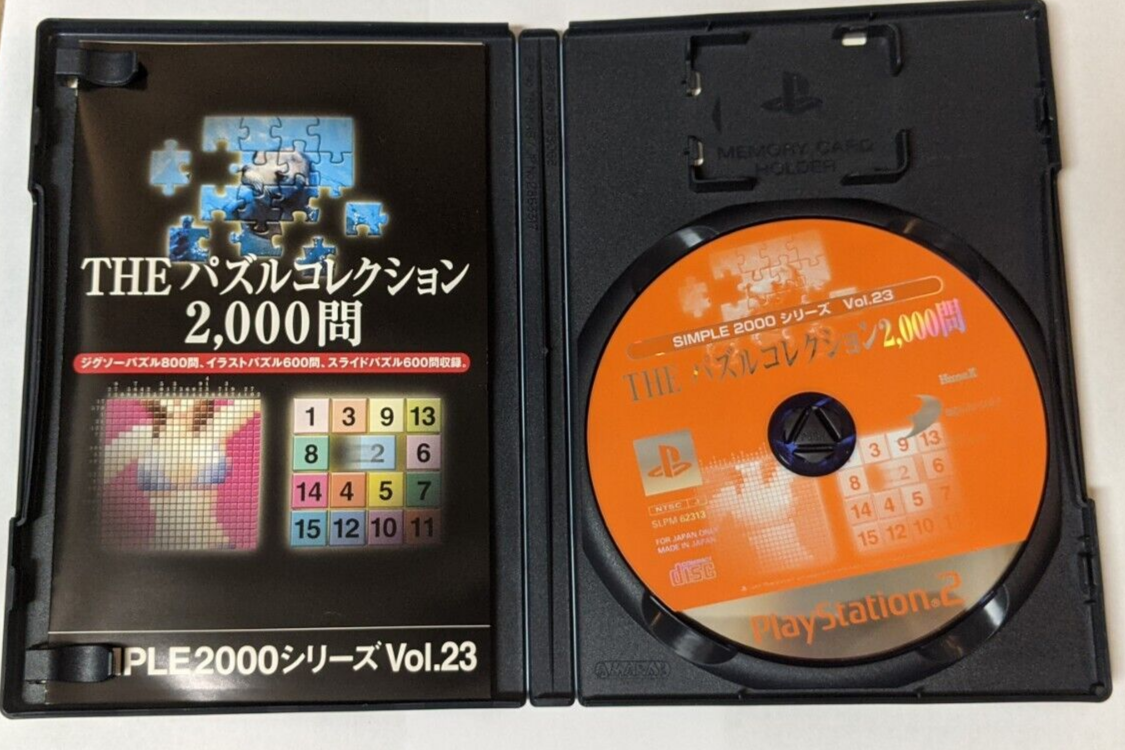 THE パズルコレクション
2,000問
ジグソーパズル800問、イラストパズル600問、スライドパズル600問収録。
1 3 9 13
8 2 6
14 4 5 7
15 12 10 11
SIMPLE2000シリーズ Vol.23
MEMORY CARD
HOLDER
SIMPLE 2000 シリーズ Vol.23
THE パズルコレクション2,000問
3 9 13
8 2 6
14 4 5 7
15 12 10 1
NTSC J
SLPM 62313
FOR JAPAN ONLY
MADE IN JAPAN
disc
PlayStation.2
AMARAY